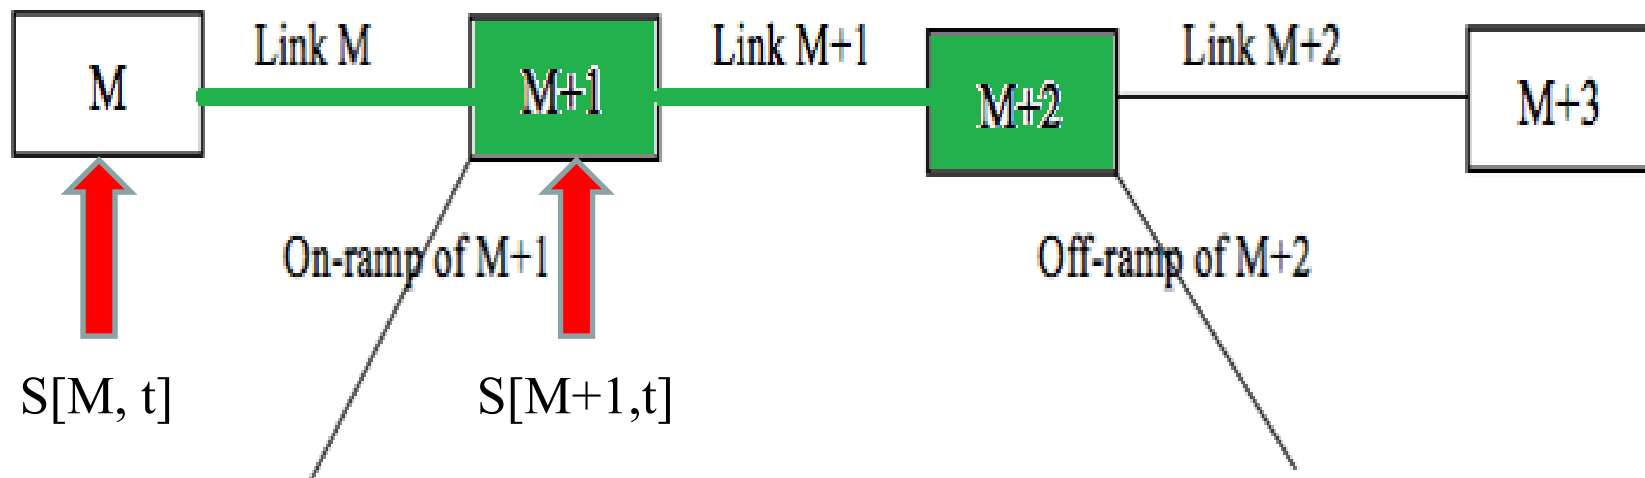 Link M
Link M+1
Link M+2
M
M+1
M+2
M+3
On-ramp of M+1
Off-ramp of M+2
S[M, t]
S[M+1,t]